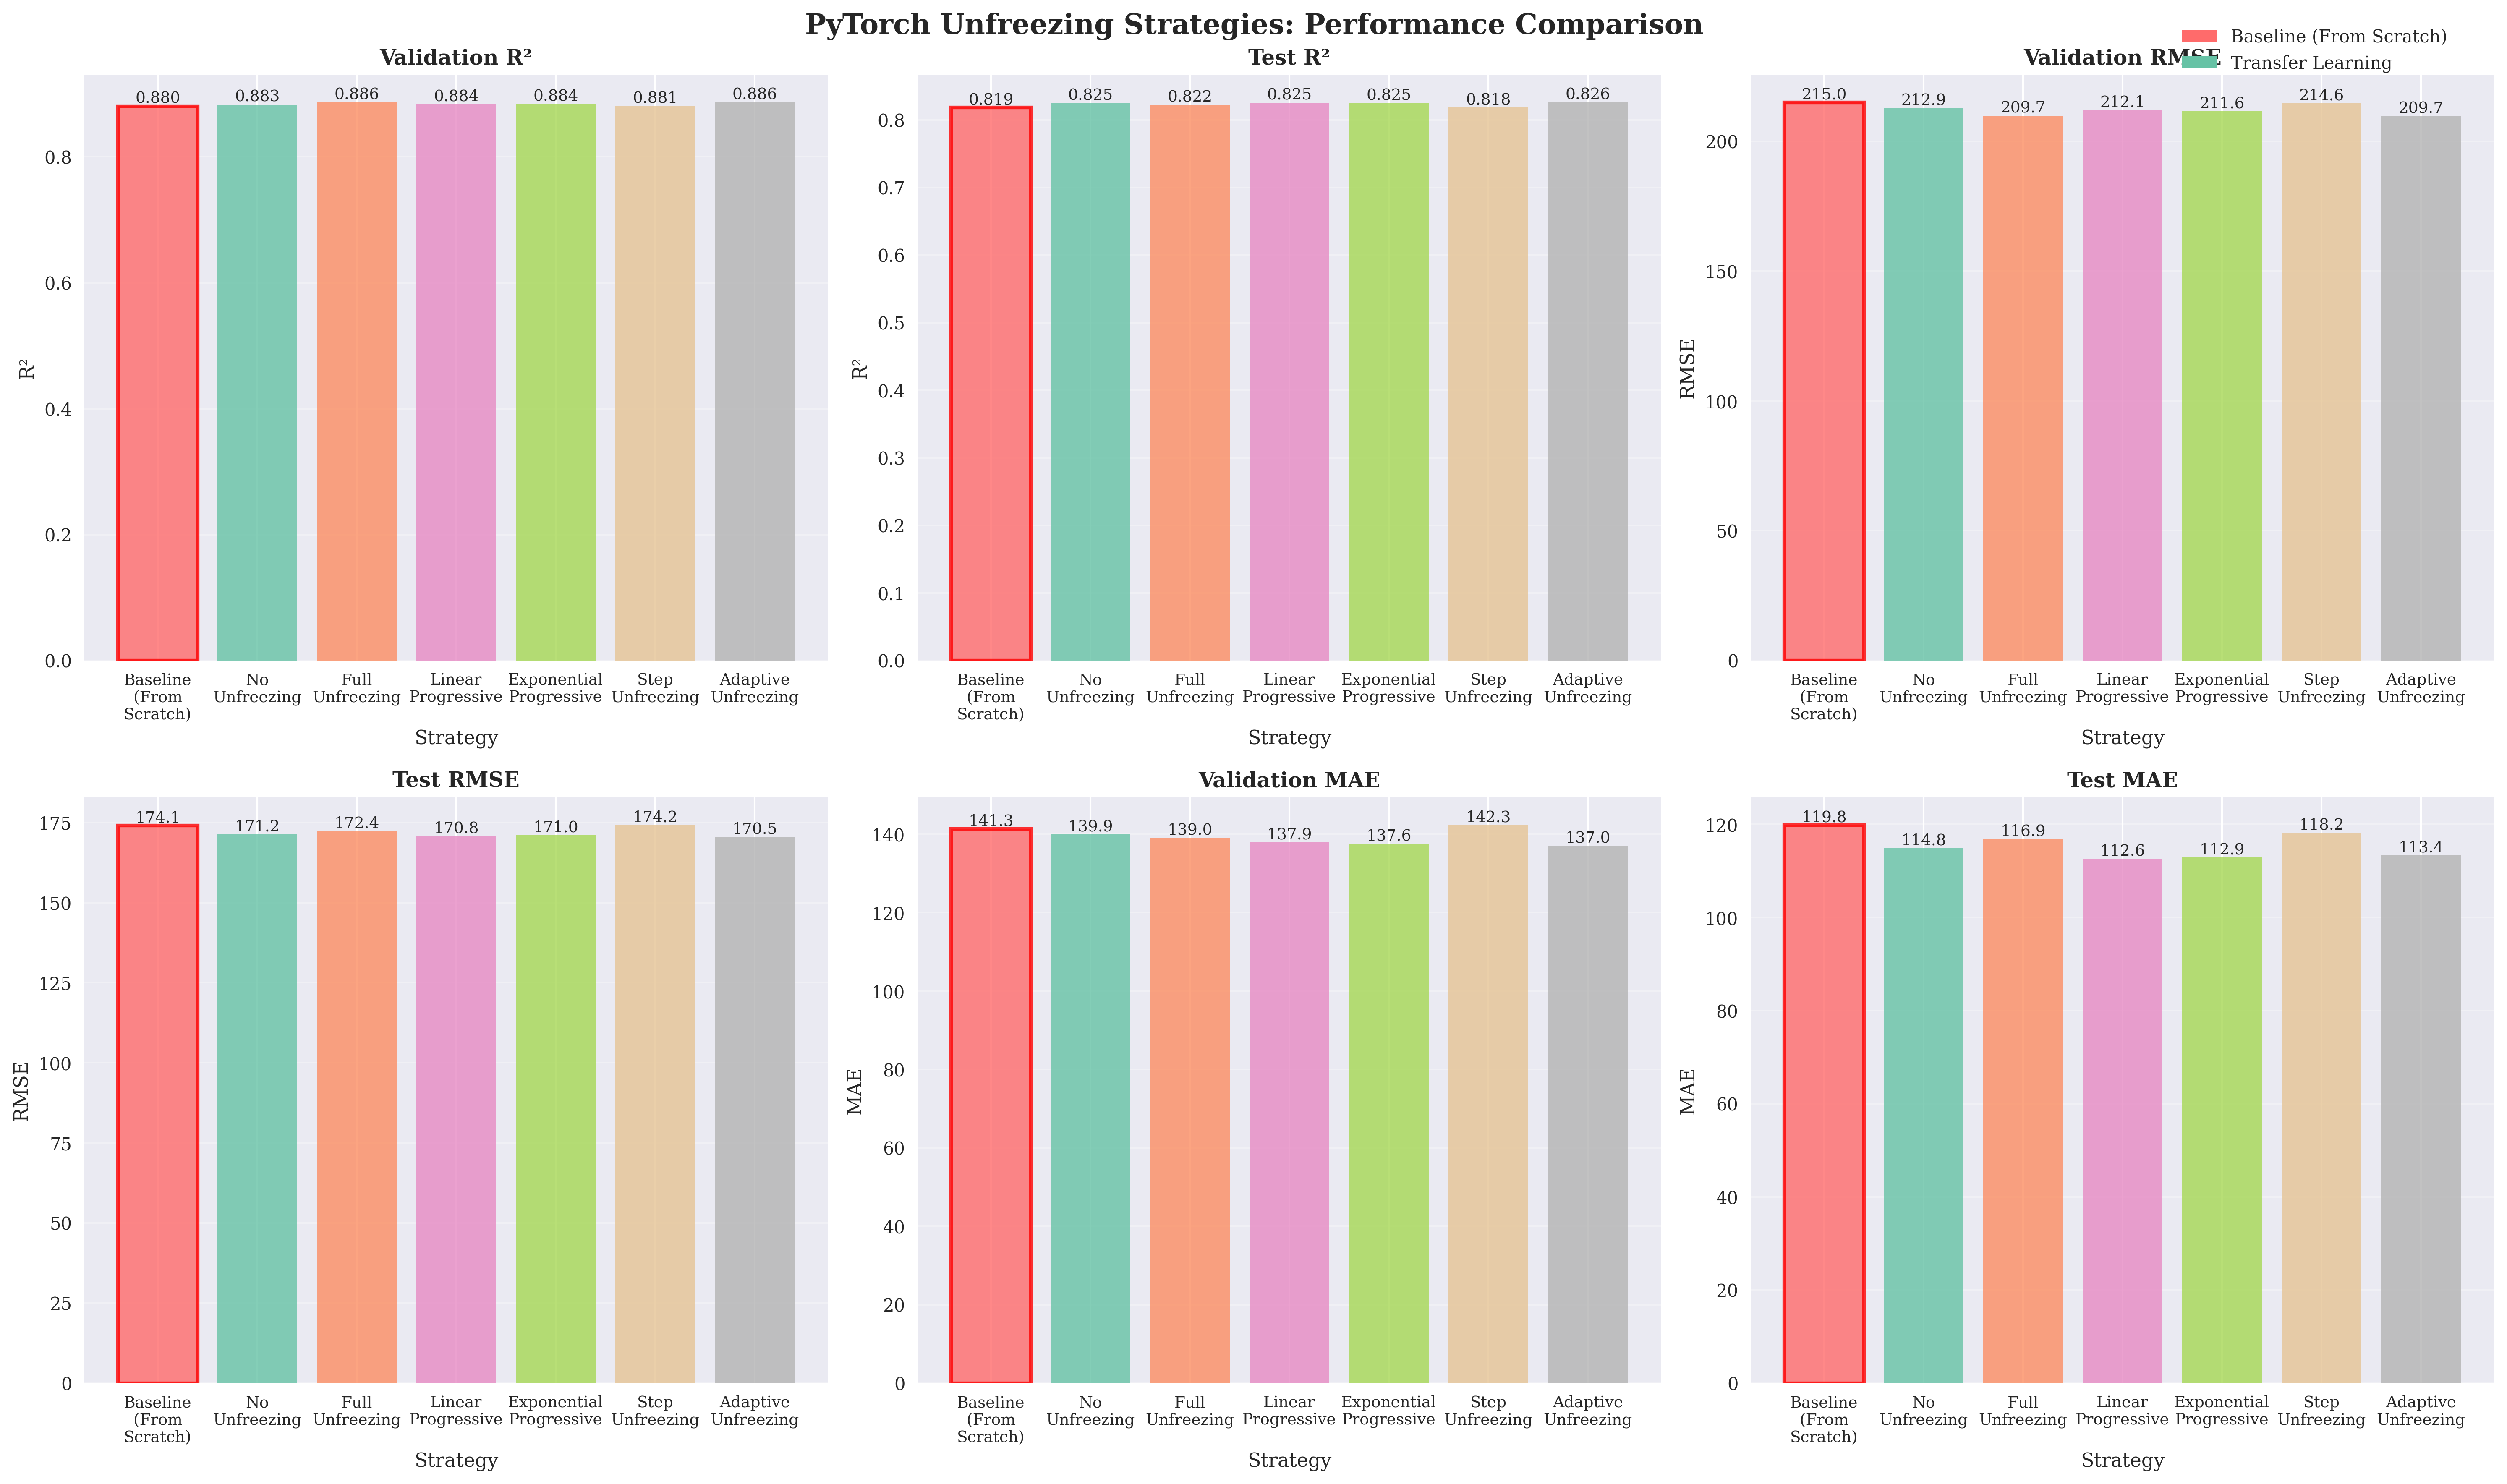 PyTorch Unfreezing Strategies: Performance Comparison
Baseline (From Scratch)
Transfer Learning
Validation R²
R²
0.8
0.6
0.4
0.2
0.0
0.880
0.883
0.886
0.884
0.884
0.881
0.886
Baseline
(From
Scratch)
No
Unfreezing
Full
Unfreezing
Linear
Progressive
Exponential
Progressive
Step
Unfreezing
Adaptive
Unfreezing
Strategy
Test R²
R²
0.8
0.7
0.6
0.5
0.4
0.3
0.2
0.1
0.0
0.819
0.825
0.822
0.825
0.825
0.818
0.826
Baseline
(From
Scratch)
No
Unfreezing
Full
Unfreezing
Linear
Progressive
Exponential
Progressive
Step
Unfreezing
Adaptive
Unfreezing
Strategy
Validation RMSE
RMSE
200
150
100
50
0
215.0
212.9
209.7
212.1
211.6
214.6
209.7
Baseline
(From
Scratch)
No
Unfreezing
Full
Unfreezing
Linear
Progressive
Exponential
Progressive
Step
Unfreezing
Adaptive
Unfreezing
Strategy
Test RMSE
RMSE
175
150
125
100
75
50
25
0
174.1
171.2
172.4
170.8
171.0
174.2
170.5
Baseline
(From
Scratch)
No
Unfreezing
Full
Unfreezing
Linear
Progressive
Exponential
Progressive
Step
Unfreezing
Adaptive
Unfreezing
Strategy
Validation MAE
MAE
140
120
100
80
60
40
20
0
141.3
139.9
139.0
137.9
137.6
142.3
137.0
Baseline
(From
Scratch)
No
Unfreezing
Full
Unfreezing
Linear
Progressive
Exponential
Progressive
Step
Unfreezing
Adaptive
Unfreezing
Strategy
Test MAE
MAE
120
100
80
60
40
20
0
119.8
114.8
116.9
112.6
112.9
118.2
113.4
Baseline
(From
Scratch)
No
Unfreezing
Full
Unfreezing
Linear
Progressive
Exponential
Progressive
Step
Unfreezing
Adaptive
Unfreezing
Strategy